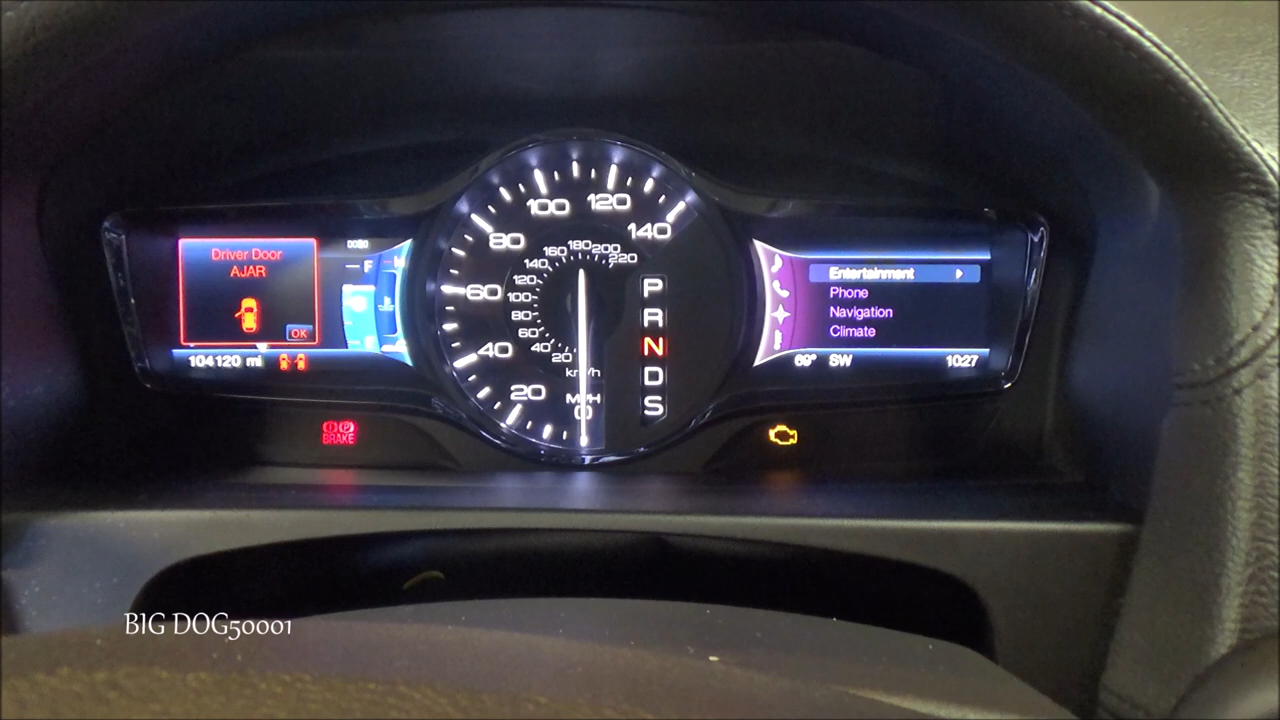 Driver Door
AJAR
OK
F
104120 mi
BRAKE
20
40
60
80
100
120
140
20
40
60
80
100
120
140
160
180
200
220
km/h
MPH
0
P
R
N
D
S
Entertainment
Phone
Navigation
Climate
69° SW 10:27
BIG DOG50001